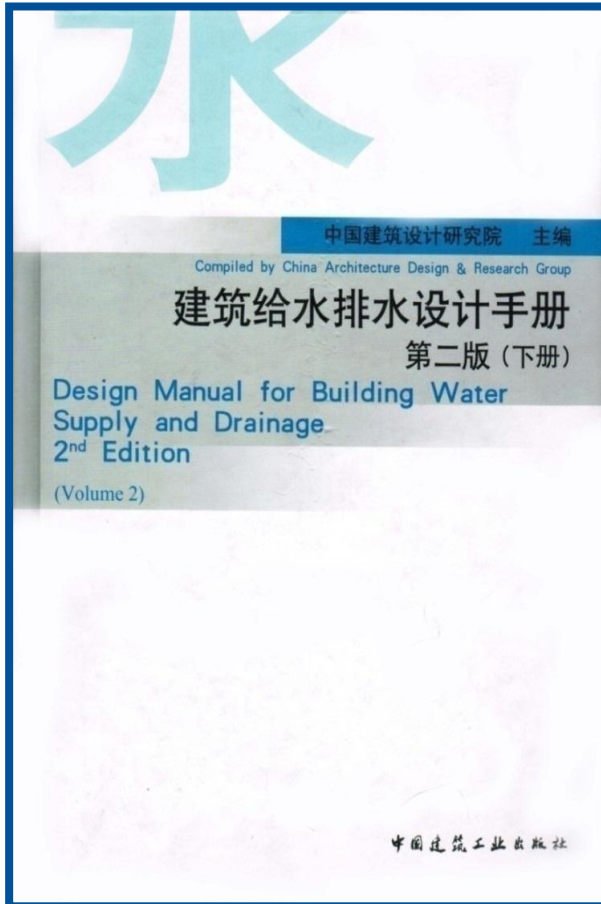 水
中国建筑设计研究院 主编
Compiled by China Architecture Design & Research Group
建筑给水排水设计手册
第二版（下册）
Design Manual for Building Water
Supply and Drainage
2nd Edition
(Volume 2)
中国建筑工业出版社